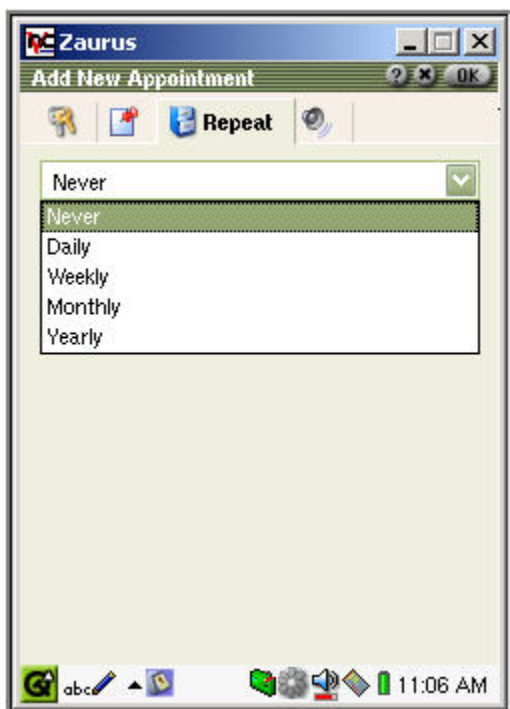 Zaurus
Add New Appointment ? OK
Repeat
Never
Never
Daily
Weekly
Monthly
Yearly
abc 11:06 AM